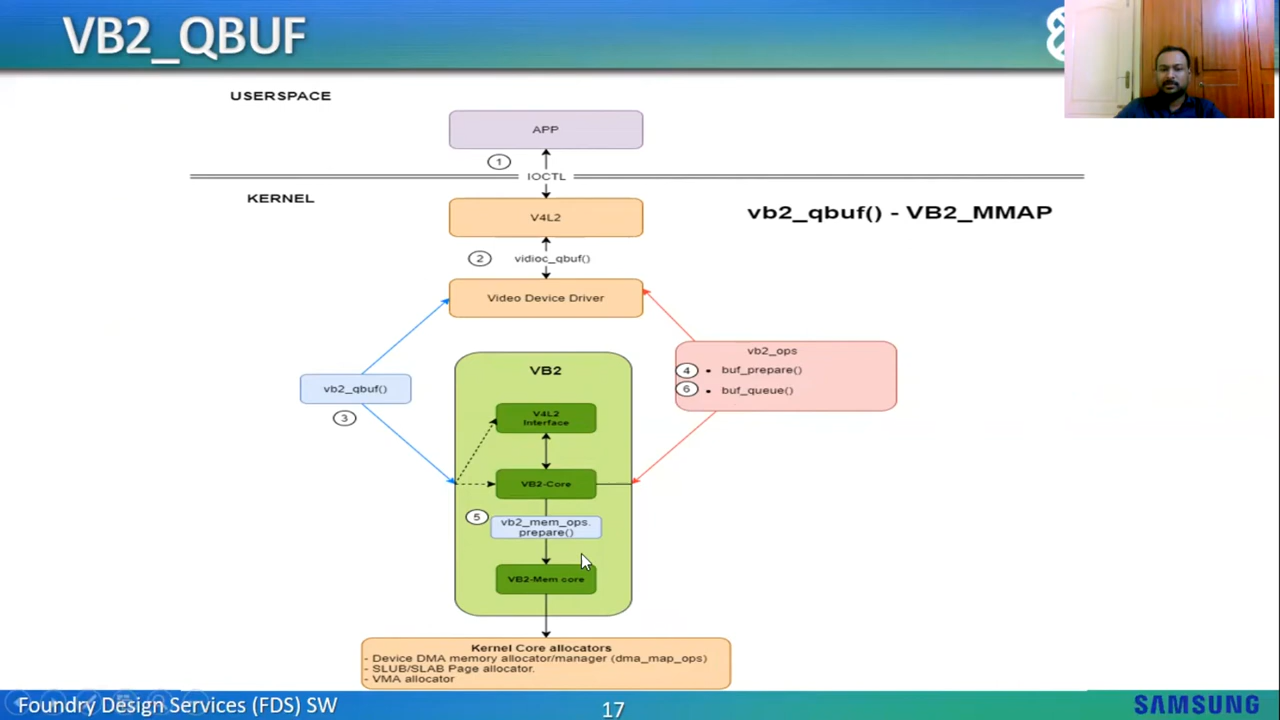 VB2_QBUF
USERSPACE
APP
1
IOCTL
KERNEL
V4L2
vb2_qbuf() - VB2_MMAP
2
vidioc_qbuf()
Video Device Driver
vb2_ops
4 • buf_prepare()
6 • buf_queue()
VB2
vb2_qbuf()
3
V4L2
Interface
VB2-Core
5
vb2_mem_ops.
prepare()
VB2-Mem core
Kernel Core allocators
- Device DMA memory allocator/manager (dma_map_ops)
- SLUB/SLAB Page allocator.
- VMA allocator
Foundry Design Services (FDS) SW
17
SAMSUNG